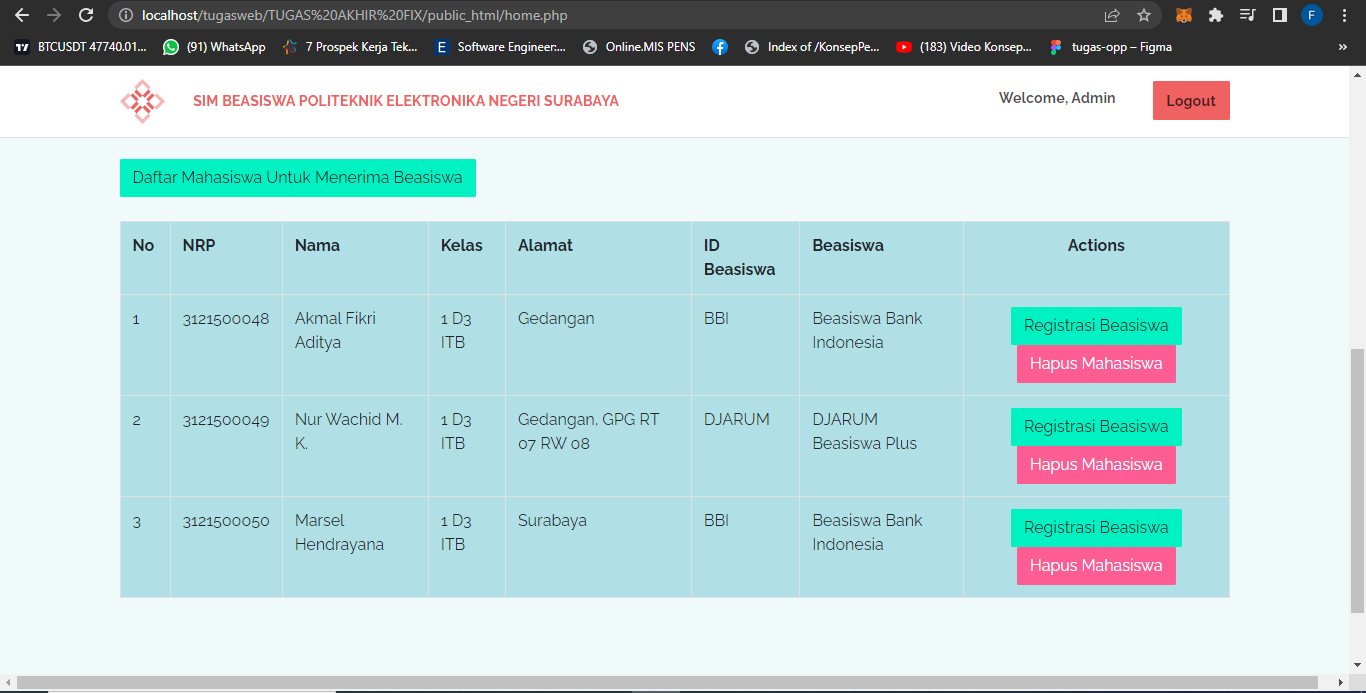 localhost/tugasweb/TUGAS%20AKHIR%20FIX/public_html/home.php
F
BTCUSDT 47740.01... (91) WhatsApp 7 Prospek Kerja Tek... E Software Engineer:... Online.MIS PENS Index of /KonsepPe... (183) Video Konsep... tugas-opp – Figma »
SIM BEASISWA POLITEKNIK ELEKTRONIKA NEGERI SURABAYA Welcome, Admin Logout
Daftar Mahasiswa Untuk Menerima Beasiswa
No NRP Nama Kelas Alamat ID Beasiswa Actions
Beasiswa
1 3121500048 Akmal Fikri 1 D3 Gedangan BBI Beasiswa Bank Registrasi Beasiswa
Aditya ITB Indonesia
Hapus Mahasiswa
2 3121500049 Nur Wachid M. 1 D3 Gedangan, GPG RT DJARUM DJARUM Registrasi Beasiswa
K. ITB 07 RW 08 Beasiswa Plus
Hapus Mahasiswa
3 3121500050 Marsel 1 D3 Surabaya BBI Beasiswa Bank Registrasi Beasiswa
Hendrayana ITB Indonesia
Hapus Mahasiswa